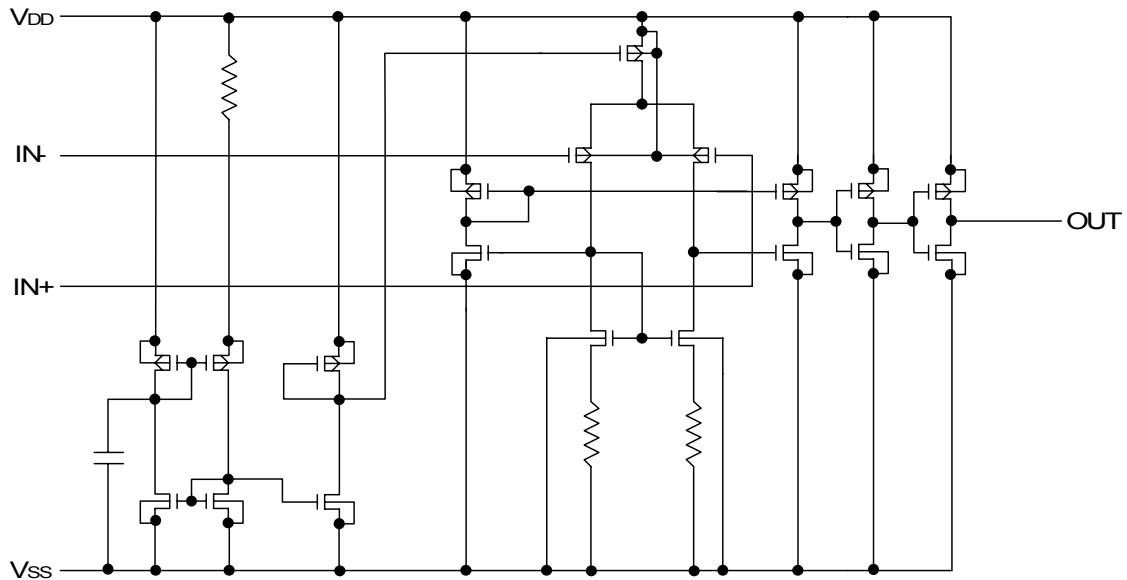 VDD
IN-
OUT
IN+
VSS